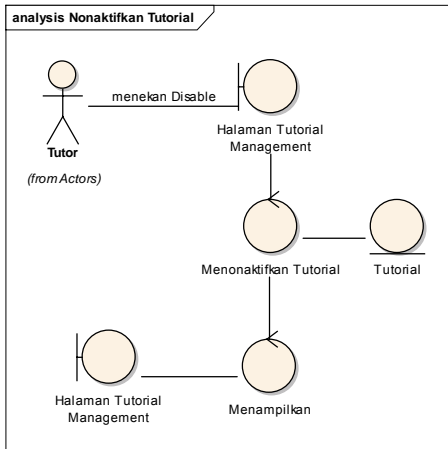 analysis Nonaktifkan Tutorial
menekan Disable
Tutor
(from Actors)
Halaman Tutorial
Management
Menonaktifkan Tutorial
Tutorial
Halaman Tutorial
Management
Menampilkan